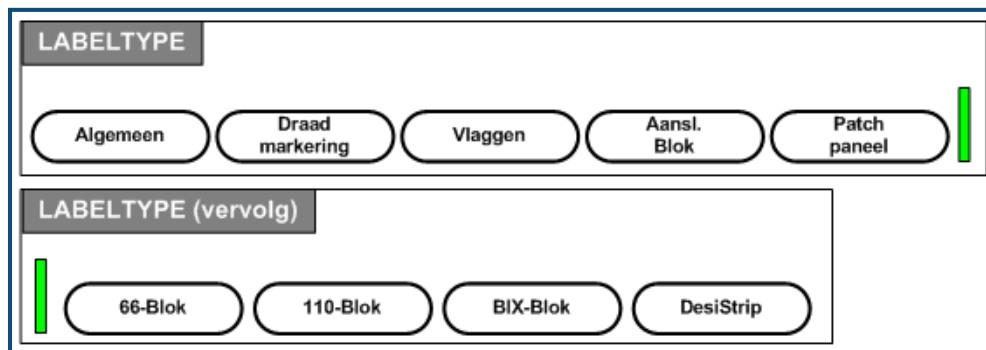 LABELTYPE
Algemeen
Draad
markering
Vlaggen
Aansl.
Blok
Patch
paneel
LABELTYPE (vervolg)
66-Blok
110-Blok
BIX-Blok
DesiStrip